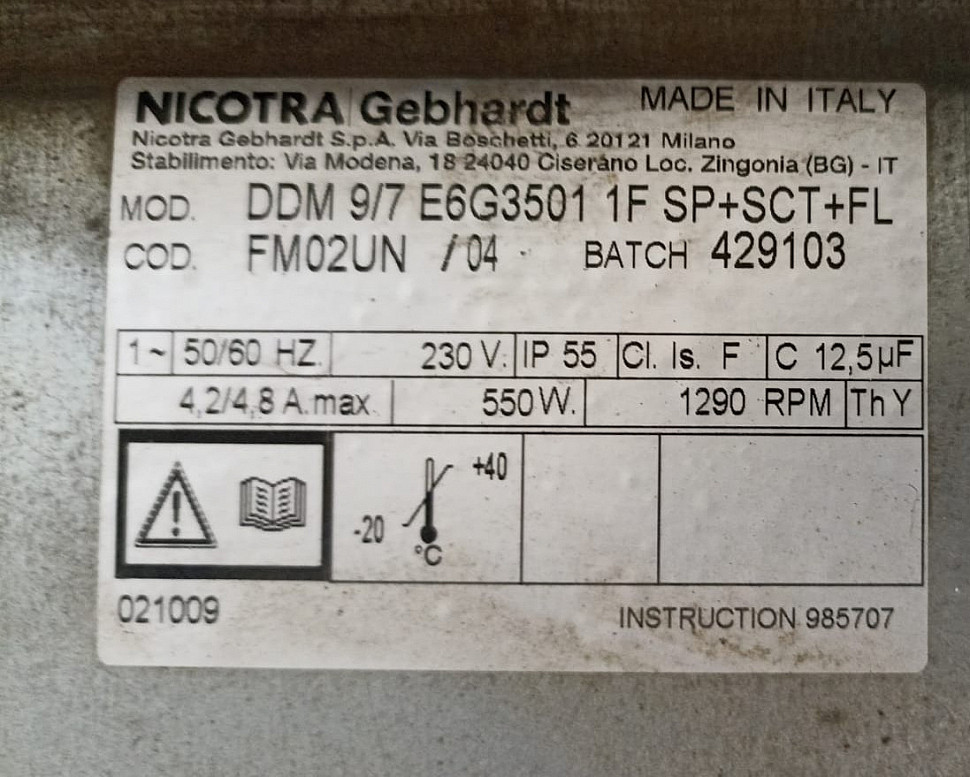 NICOTRA Gebhardt MADE IN ITALY
Nicotra Gebhardt S.p.A. Via Boschetti, 6 20121 Milano
Stabilimento: Via Modena, 18 24040 Ciserano Loc. Zingonia (BG) - IT
MOD. DDM 9/7 E6G3501 1F SP+SCT+FL
COD. FM02UN /04 BATCH 429103
1~ 50/60 HZ. 230 V. IP 55 Cl. Is. F C 12,5µF
4,2/4,8 A.max. 550W. 1290 RPM Th Y
+40
-20
°C
021009 INSTRUCTION 985707